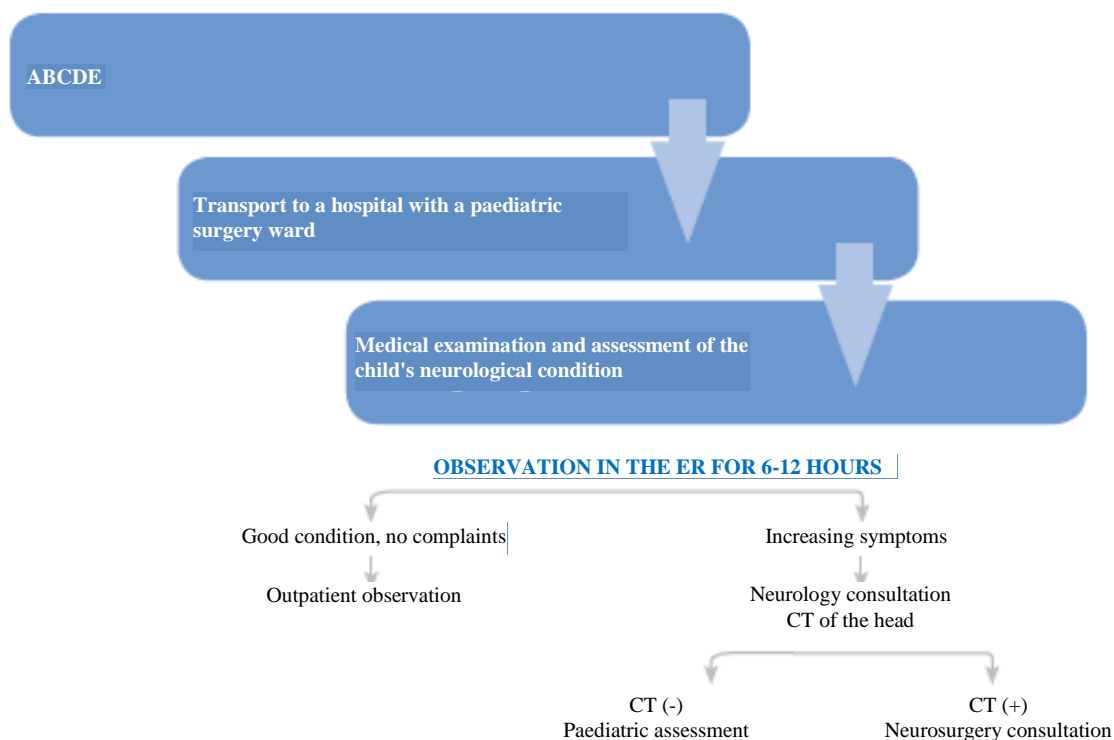 ABCDE
Transport to a hospital with a paediatric
surgery ward
Medical examination and assessment of the
child's neurological condition
OBSERVATION IN THE ER FOR 6-12 HOURS
Good condition, no complaints
Increasing symptoms
Outpatient observation
Neurology consultation
CT of the head
CT (-)
Paediatric assessment
CT (+)
Neurosurgery consultation